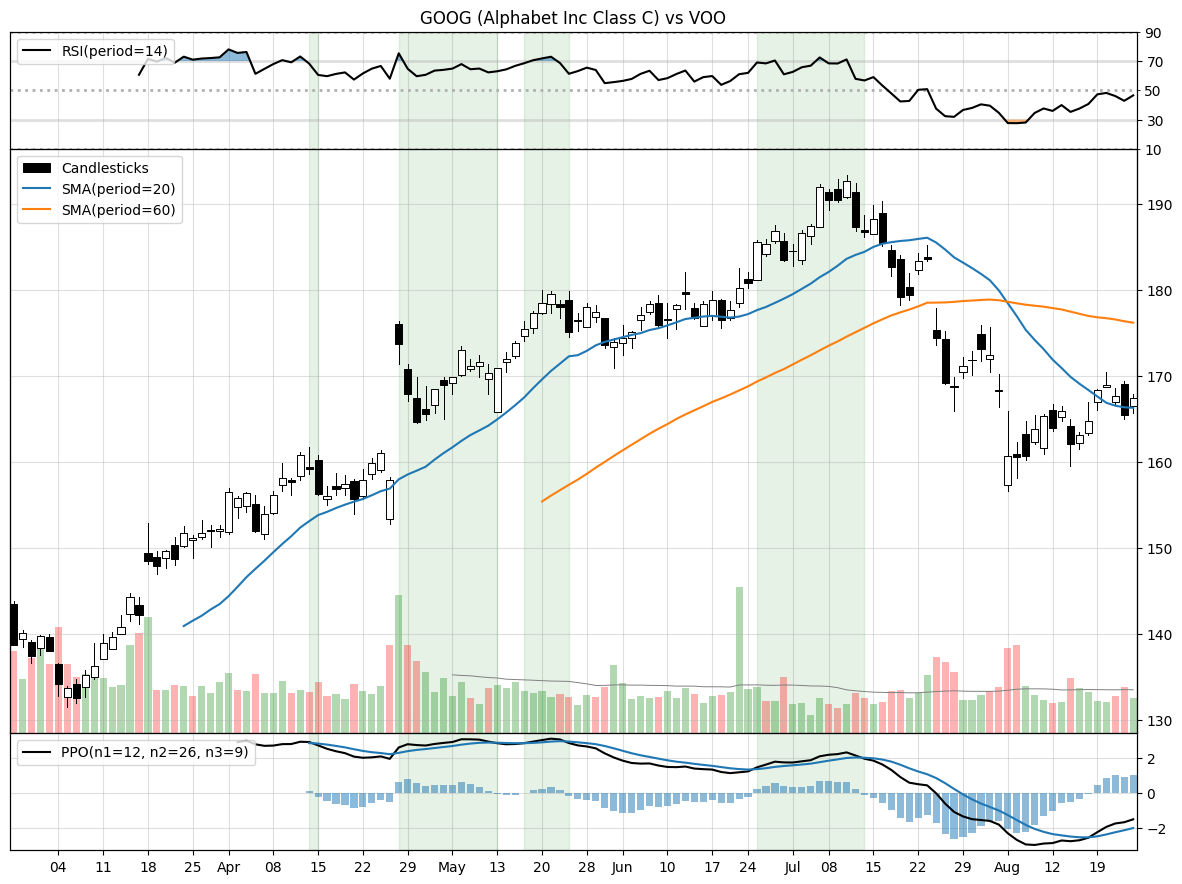 GOOG (Alphabet Inc Class C) vs VOO
RSI(period=14)
90
70
50
30
10
Candlesticks
SMA(period=20)
SMA(period=60)
190
180
170
160
150
140
130
PPO(n1=12, n2=26, n3=9)
2
0
−2
04 11 18 25 Apr 08 15 22 29 May 13 20 28 Jun 10 17 24 Jul 08 15 22 29 Aug 12 19